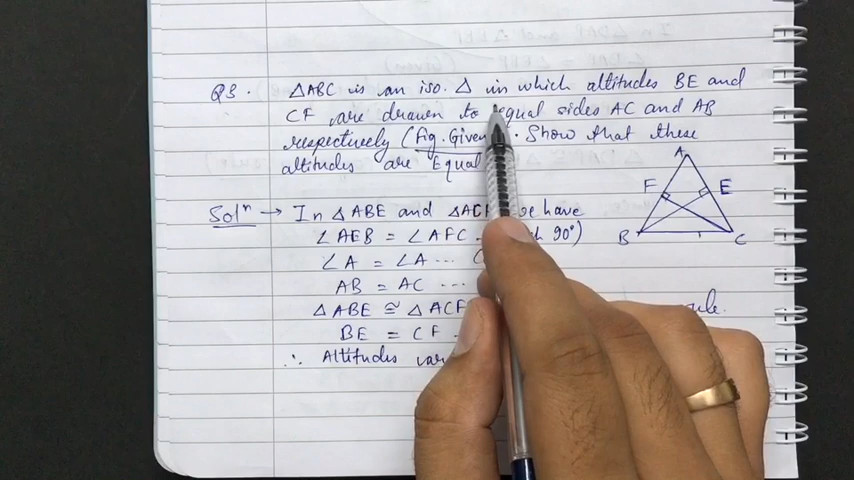 Q3. ΔABC is an iso. Δ in which altitudes BE and
CF are drawn to equal sides AC and AB
respectively (Fig. Given). Show that these
altitudes are Equal
A
F E
B C
Solⁿ → In ΔABE and ΔACF we have
∠AEB = ∠AFC 90°)
∠A = ∠A ...
AB = AC ...
ΔABE ≅ ΔACF rule.
BE = CF
∴ Altitudes